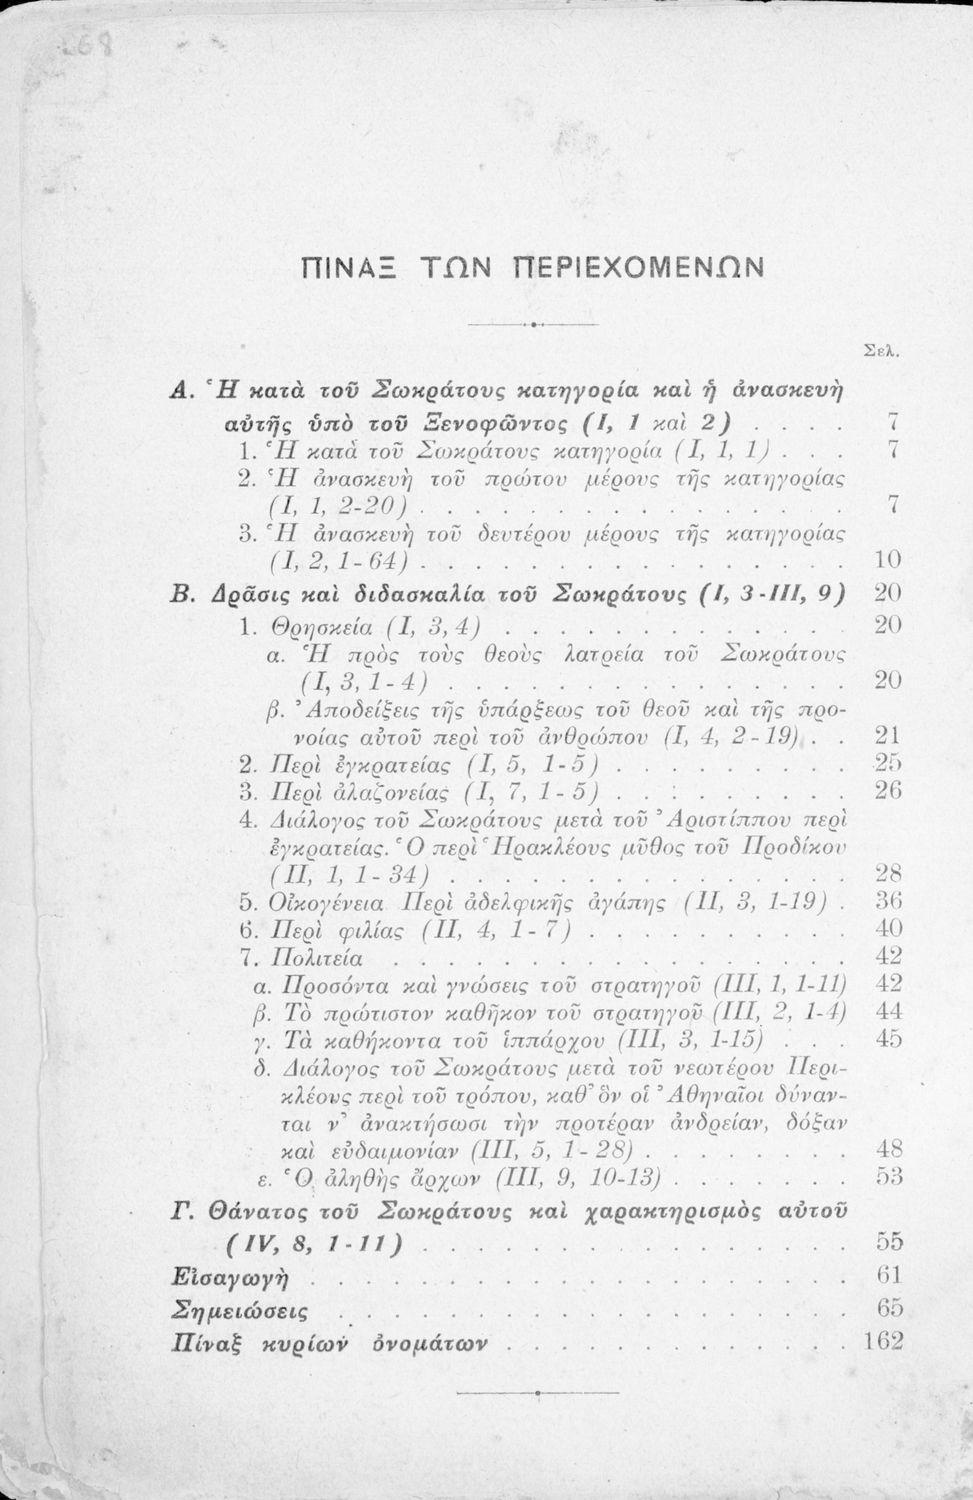 ΠΙΝΑΞ ΤΩΝ ΠΕΡΙΕΧΟΜΕΝΩΝ
Σελ.
Α. Ἡ κατὰ τοῦ Σωκράτους κατηγορία καὶ ἡ ἀνασκευὴ
αὐτῆς ὑπὸ τοῦ Ξενοφῶντος (I, 1 καὶ 2) . . . . 7
1. Ἡ κατὰ τοῦ Σωκράτους κατηγορία (I, 1, 1) . . . 7
2. Ἡ ἀνασκευὴ τοῦ πρώτου μέρους τῆς κατηγορίας
(I, 1, 2-20) . . . . . . . . . . . . . . . 7
3. Ἡ ἀνασκευὴ τοῦ δευτέρου μέρους τῆς κατηγορίας
(I, 2, 1-64) . . . . . . . . . . . . . . . 10
Β. Δρᾶσις καὶ διδασκαλία τοῦ Σωκράτους (I, 3-III, 9) 20
1. Θρησκεία (I, 3, 4) . . . . . . . . . . . . 20
α. Ἡ πρὸς τοὺς θεοὺς λατρεία τοῦ Σωκράτους
(I, 3, 1-4) . . . . . . . . . . . . . . . 20
β. Ἀποδείξεις τῆς ὑπάρξεως τοῦ θεοῦ καὶ τῆς προ-
νοίας αὐτοῦ περὶ τοῦ ἀνθρώπου (I, 4, 2-19) . . 21
2. Περὶ ἐγκρατείας (I, 5, 1-5) . . . . . . . . . 25
3. Περὶ ἀλαζονείας (I, 7, 1-5) . . . . . . . . . 26
4. Διάλογος τοῦ Σωκράτους μετὰ τοῦ Ἀριστίππου περὶ
ἐγκρατείας. Ὁ περὶ Ἡρακλέους μῦθος τοῦ Προδίκου
(II, 1, 1-34) . . . . . . . . . . . . . . . 28
5. Οἰκογένεια Περὶ ἀδελφικῆς ἀγάπης (II, 3, 1-19) . 36
6. Περὶ φιλίας (II, 4, 1-7) . . . . . . . . . . 40
7. Πολιτεία . . . . . . . . . . . . . . . . . 42
α. Προσόντα καὶ γνώσεις τοῦ στρατηγοῦ (III, 1, 1-11) 42
β. Τὸ πρώτιστον καθῆκον τοῦ στρατηγοῦ (III, 2, 1-4) 44
γ. Τὰ καθήκοντα τοῦ ἱππάρχου (III, 3, 1-15) . . . 45
δ. Διάλογος τοῦ Σωκράτους μετὰ τοῦ νεωτέρου Περι-
κλέους περὶ τοῦ τρόπου, καθ' ὃν οἱ Ἀθηναῖοι δύναν-
ται ν' ἀνακτήσωσι τὴν προτέραν ἀνδρείαν, δόξαν
καὶ εὐδαιμονίαν (III, 5, 1-28) . . . . . . . . 48
ε. Ὁ ἀληθὴς ἄρχων (III, 9, 10-13) . . . . . . . 53
Γ. Θάνατος τοῦ Σωκράτους καὶ χαρακτηρισμὸς αὐτοῦ
(IV, 8, 1-11) . . . . . . . . . . . . . . . 55
Εἰσαγωγὴ . . . . . . . . . . . . . . . . . . . 61
Σημειώσεις . . . . . . . . . . . . . . . . . . 65
Πίναξ κυρίων ὀνομάτων . . . . . . . . . . . . . 162